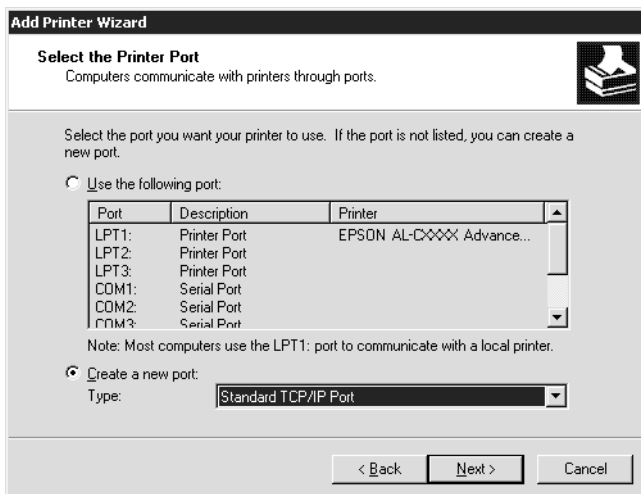 Add Printer Wizard
Select the Printer Port
Computers communicate with printers through ports.
Select the port you want your printer to use. If the port is not listed, you can create a
new port.
Use the following port:
Port Description Printer
LPT1: Printer Port EPSON AL-CXXXX Advance...
LPT2: Printer Port
LPT3: Printer Port
COM1: Serial Port
COM2: Serial Port
COM3: Serial Port
Note: Most computers use the LPT1: port to communicate with a local printer.
Create a new port:
Type: Standard TCP/IP Port
< Back Next > Cancel